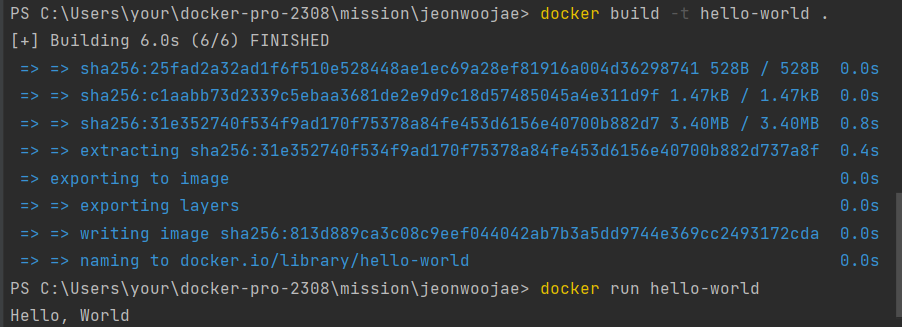 PS C:\Users\your\docker-pro-2308\mission\jeonwoojae> docker build -t hello-world .
[+] Building 6.0s (6/6) FINISHED
=> => sha256:25fad2a32ad1f6f510e528448ae1ec69a28ef81916a004d36298741 528B / 528B 0.0s
=> => sha256:c1aabb73d2339c5ebaa3681de2e9d9c18d57485045a4e311d9f 1.47kB / 1.47kB 0.0s
=> => sha256:31e352740f534f9ad170f75378a84fe453d6156e40700b882d7 3.40MB / 3.40MB 0.8s
=> => extracting sha256:31e352740f534f9ad170f75378a84fe453d6156e40700b882d737a8f 0.4s
=> exporting to image 0.0s
=> => exporting layers 0.0s
=> => writing image sha256:813d889ca3c08c9eef044042ab7b3a5dd9744e369cc2493172cda 0.0s
=> => naming to docker.io/library/hello-world 0.0s
PS C:\Users\your\docker-pro-2308\mission\jeonwoojae> docker run hello-world
Hello, World